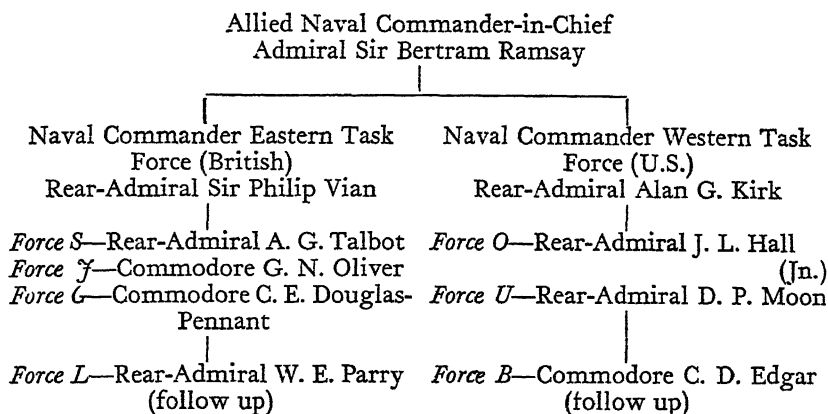 Allied Naval Commander-in-Chief
Admiral Sir Bertram Ramsay
Naval Commander Eastern Task
Force (British)
Rear-Admiral Sir Philip Vian
Force S—Rear-Admiral A. G. Talbot
Force J—Commodore G. N. Oliver
Force G—Commodore C. E. Douglas-
Pennant
Force L—Rear-Admiral W. E. Parry
(follow up)
Naval Commander Western Task
Force (U.S.)
Rear-Admiral Alan G. Kirk
Force O—Rear-Admiral J. L. Hall
(Jn.)
Force U—Rear-Admiral D. P. Moon
Force B—Commodore C. D. Edgar
(follow up)